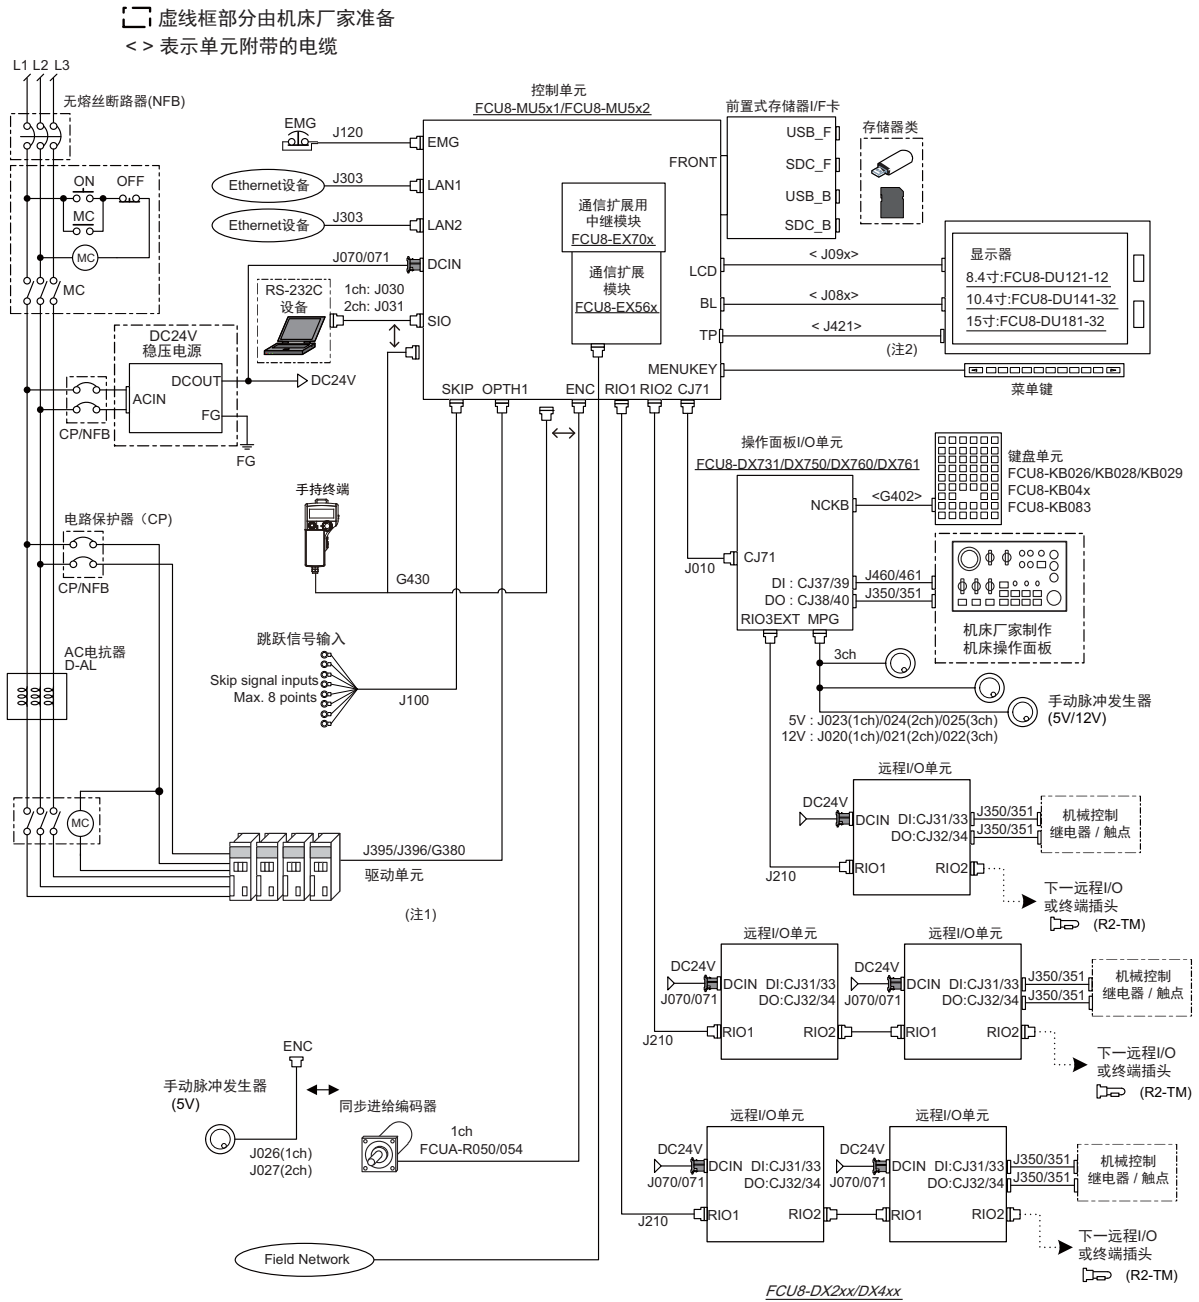 虚线框部分由机床厂家准备
< > 表示单元附带的电缆
L1 L2 L3
无熔丝断路器(NFB)
ON OFF
MC
MC
MC
DC24V
稳压电源
DCOUT
ACIN
FG
DC24V
FG
CP/NFB
电路保护器（CP)
CP/NFB
AC电抗器
D-AL
MC
EMG
J120
Ethernet设备
J303
Ethernet设备
J303
J070/071
RS-232C
设备
1ch: J030
2ch: J031
控制单元
FCU8-MU5x1/FCU8-MU5x2
EMG
LAN1
LAN2
DCIN
SIO
SKIP OPTH1 ENC RIO1 RIO2 CJ71
FRONT
LCD
BL
TP
MENUKEY
通信扩展用
中继模块
FCU8-EX70x
通信扩展
模块
FCU8-EX56x
前置式存储器I/F卡
USB_F
SDC_F
USB_B
SDC_B
存储器类
< J09x>
< J08x>
< J421>
(注2)
显示器
8.4寸:FCU8-DU121-12
10.4寸:FCU8-DU141-32
15寸:FCU8-DU181-32
菜单键
手持终端
G430
跳跃信号输入
Skip signal inputs
Max. 8 points
J100
J395/J396/G380
驱动单元
(注1)
操作面板I/O单元
FCU8-DX731/DX750/DX760/DX761
NCKB
<G402>
键盘单元
FCU8-KB026/KB028/KB029
FCU8-KB04x
FCU8-KB083
J010
CJ71
DI : CJ37/39
DO : CJ38/40
J460/461
J350/351
RIO3EXT MPG
机床厂家制作
机床操作面板
3ch
手动脉冲发生器
(5V/12V)
5V : J023(1ch)/024(2ch)/025(3ch)
12V : J020(1ch)/021(2ch)/022(3ch)
远程I/O单元
DC24V
DCIN DI:CJ31/33
DO:CJ32/34
J350/351
J350/351
机械控制
继电器 / 触点
J210
RIO1 RIO2
下一远程I/O
或终端插头
(R2-TM)
远程I/O单元 远程I/O单元
DC24V
J070/071
DCIN DI:CJ31/33
DO:CJ32/34
DC24V
J070/071
DCIN DI:CJ31/33
DO:CJ32/34
J350/351
J350/351
机械控制
继电器 / 触点
J210
RIO1 RIO2 RIO1 RIO2
下一远程I/O
或终端插头
(R2-TM)
ENC
手动脉冲发生器
(5V)
J026(1ch)
J027(2ch)
同步进给编码器
1ch
FCUA-R050/054
远程I/O单元 远程I/O单元
DC24V
J070/071
DCIN DI:CJ31/33
DO:CJ32/34
DC24V
J070/071
DCIN DI:CJ31/33
DO:CJ32/34
J350/351
J350/351
机械控制
继电器 / 触点
J210
RIO1 RIO2 RIO1 RIO2
下一远程I/O
或终端插头
(R2-TM)
Field Network
FCU8-DX2xx/DX4xx